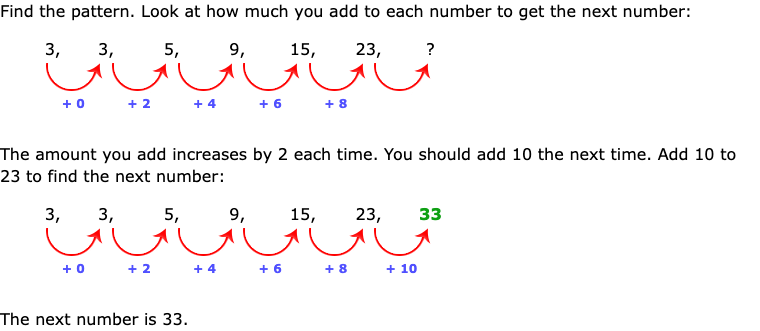 Find the pattern. Look at how much you add to each number to get the next number:
3, 3, 5, 9, 15, 23, ?
+ 0 + 2 + 4 + 6 + 8
The amount you add increases by 2 each time. You should add 10 the next time. Add 10 to
23 to find the next number:
3, 3, 5, 9, 15, 23, 33
+ 0 + 2 + 4 + 6 + 8 + 10
The next number is 33.